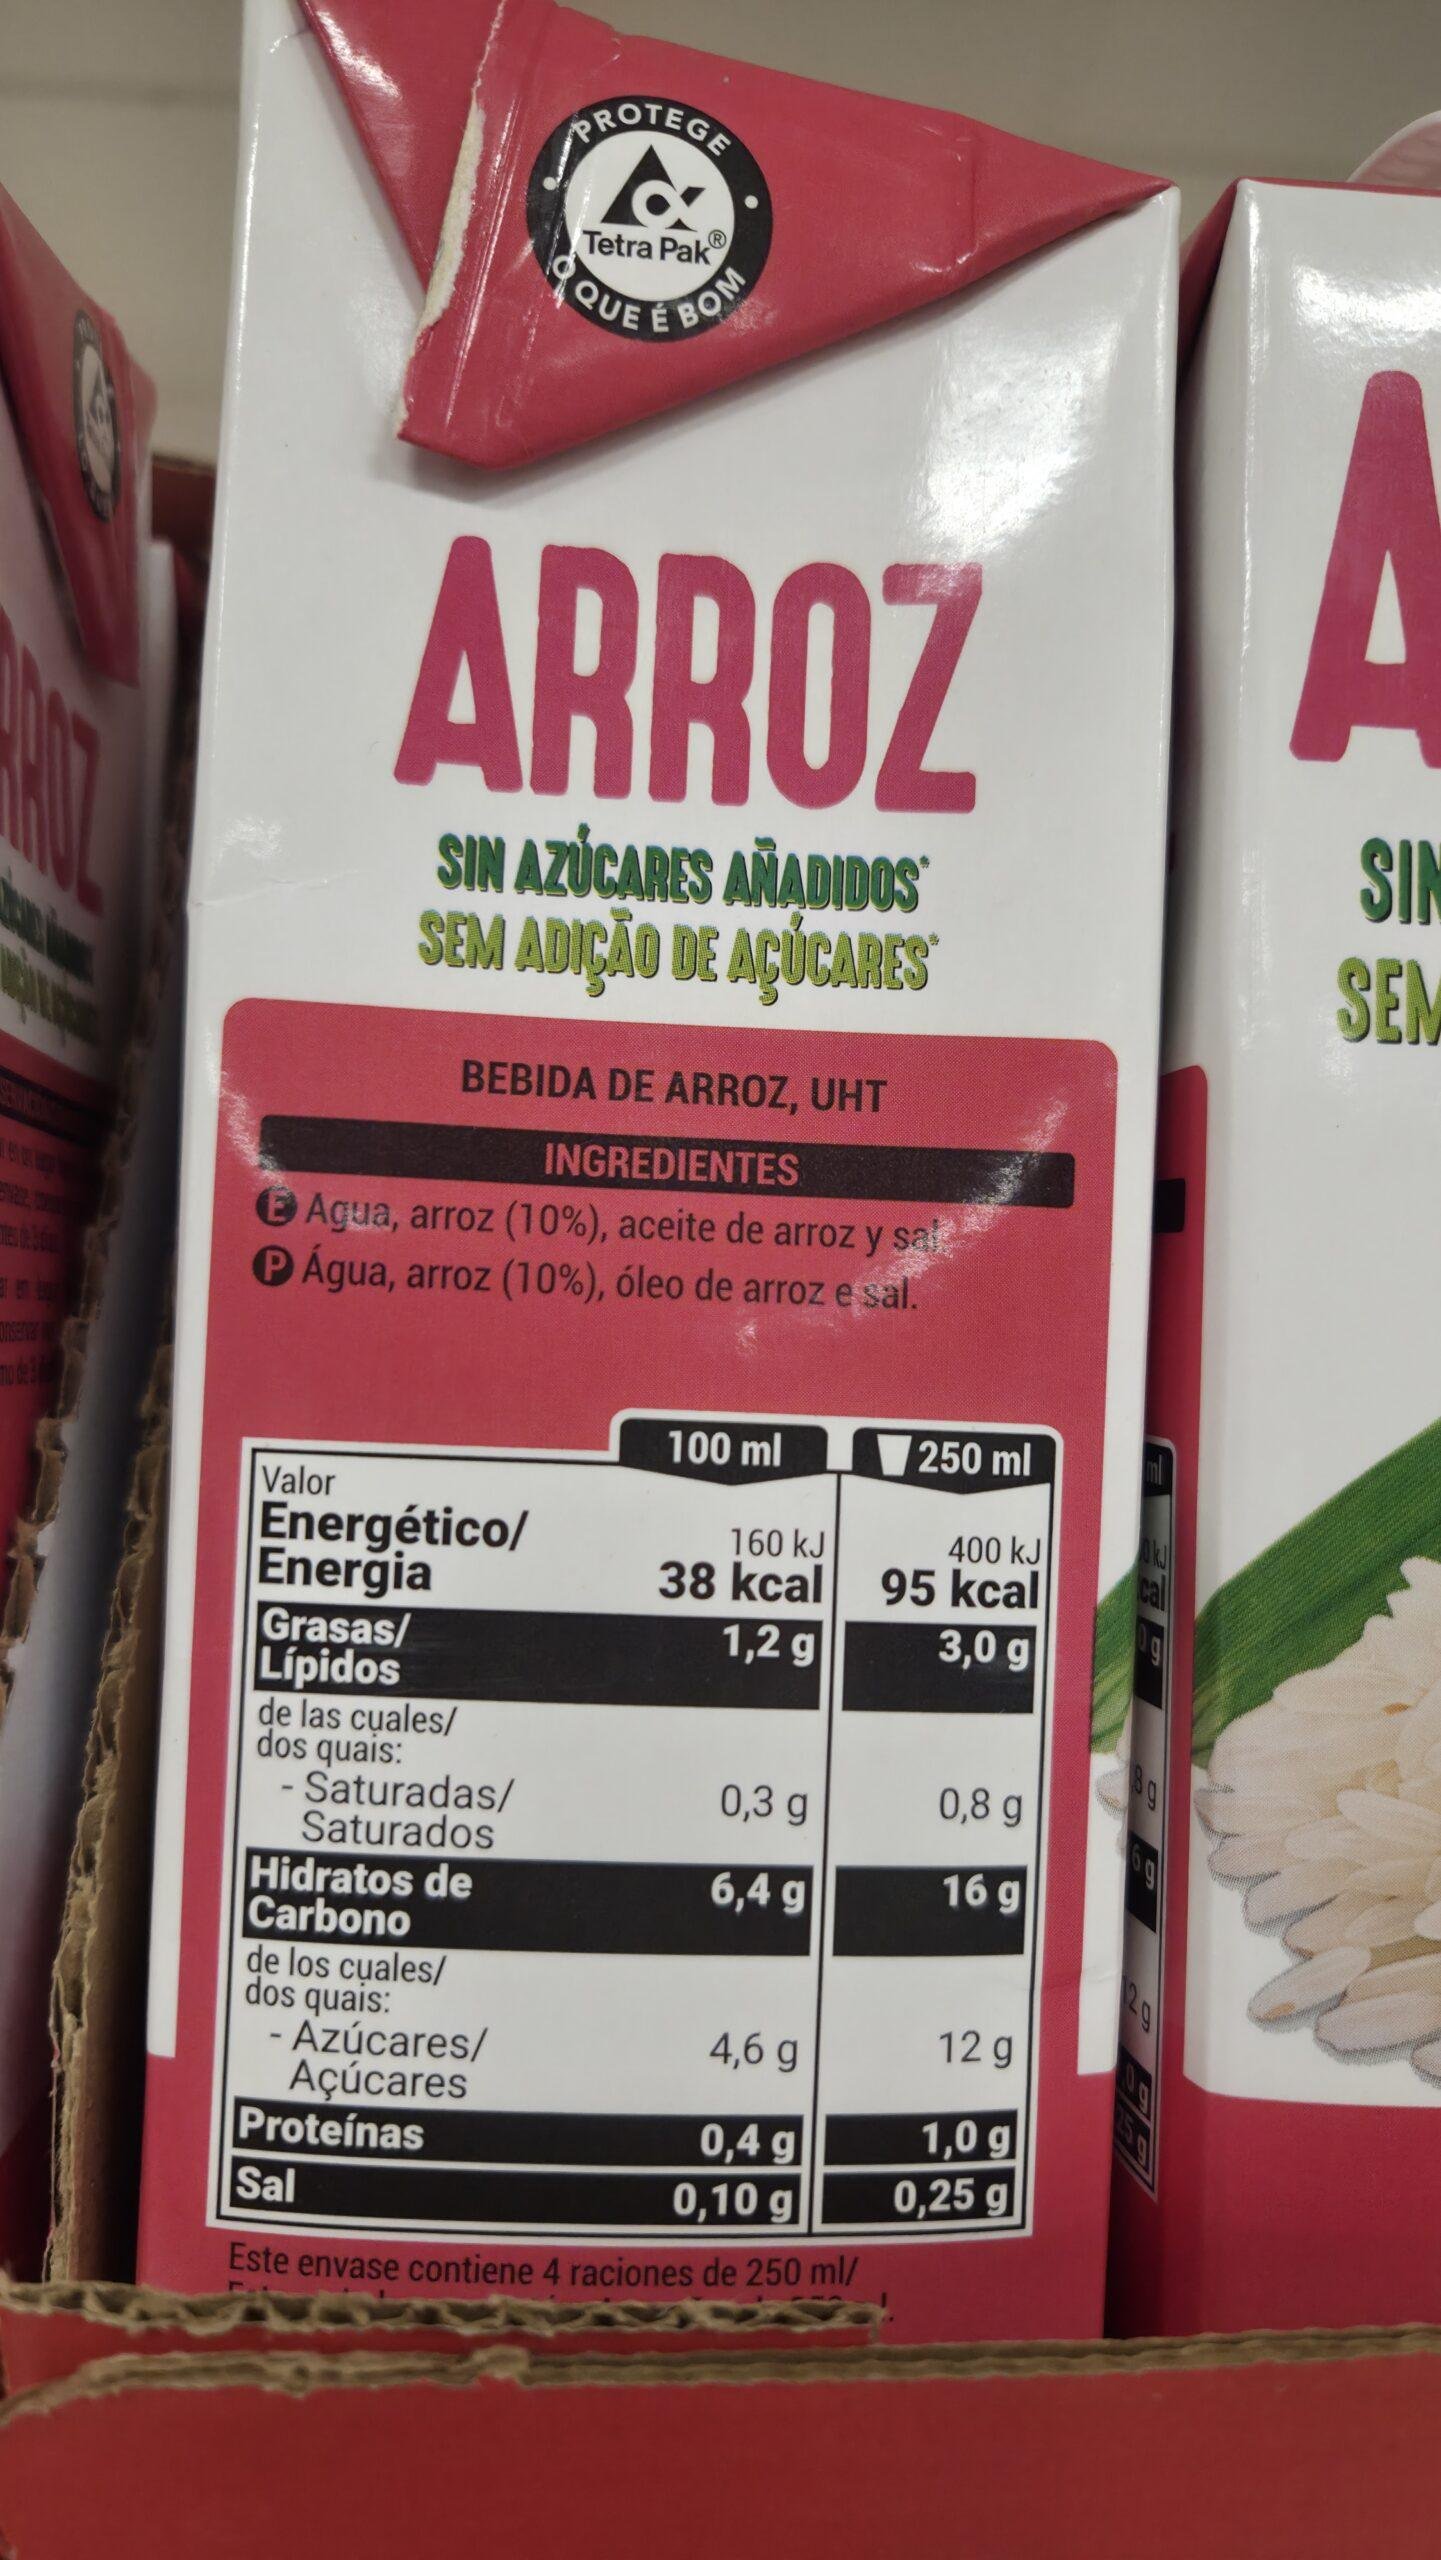 PROTEGE
Tetra Pak®
O QUE É BOM
ARROZ
SIN AZÚCARES AÑADIDOS*
SEM ADIÇÃO DE AÇÚCARES*
BEBIDA DE ARROZ, UHT
INGREDIENTES
E Agua, arroz (10%), aceite de arroz y sal.
P Água, arroz (10%), óleo de arroz e sal.
100 ml 250 ml
Valor
Energético/ 160 kJ 400 kJ
Energia 38 kcal 95 kcal
Grasas/ 1,2 g 3,0 g
Lípidos
de las cuales/
dos quais:
- Saturadas/ 0,3 g 0,8 g
Saturados
Hidratos de 6,4 g 16 g
Carbono
de los cuales/
dos quais:
- Azúcares/ 4,6 g 12 g
Açúcares
Proteínas 0,4 g 1,0 g
Sal 0,10 g 0,25 g
Este envase contiene 4 raciones de 250 ml/
A
SIN
SEM